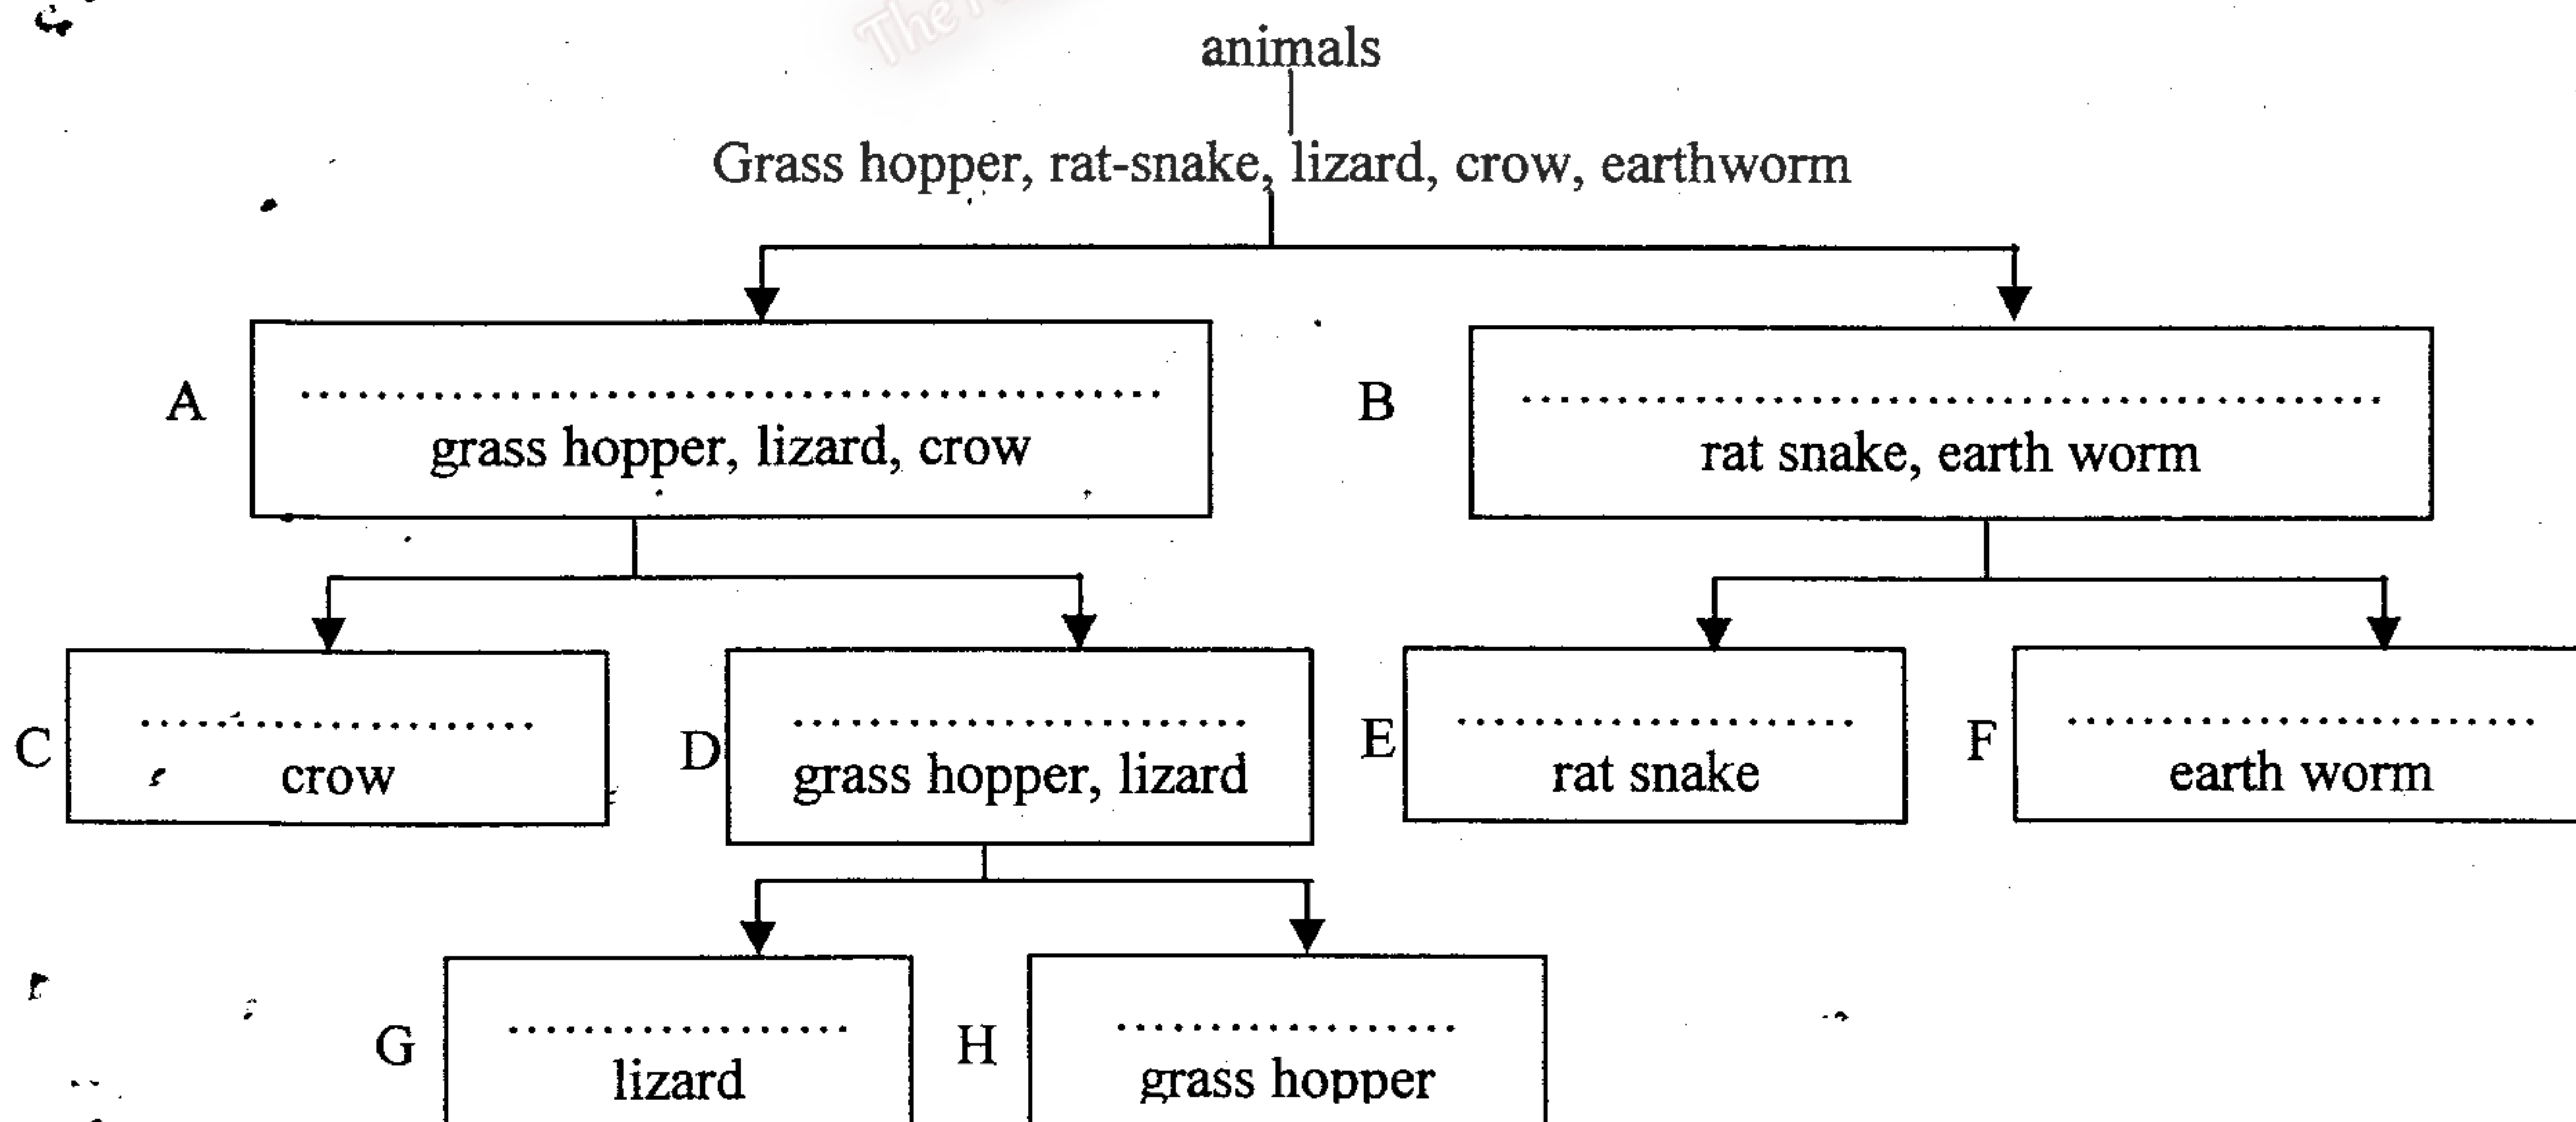 The
animals
Grass hopper, rat-snake, lizard, crow, earthworm
A
..............................................
grass hopper, lizard, crow
B
..............................................
rat snake, earth worm
C
.....................
crow
D
........................
grass hopper, lizard
E
.....................
rat snake
F
........................
earth worm
G
..................
lizard
H
..................
grass hopper